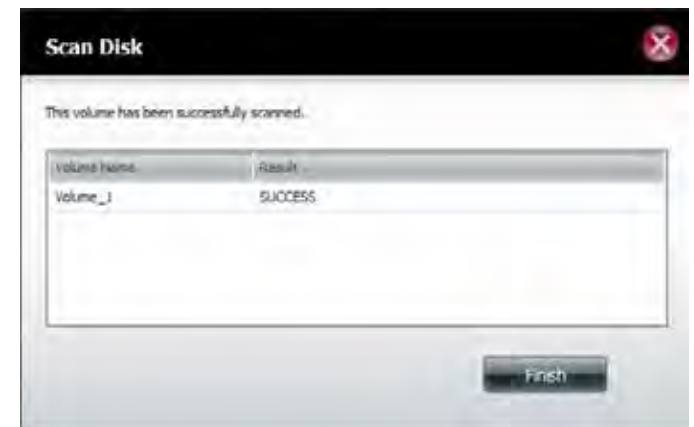 Scan Disk
This volume has been successfully scanned.
Volume Name Result
Volume_1 SUCCESS
Finish